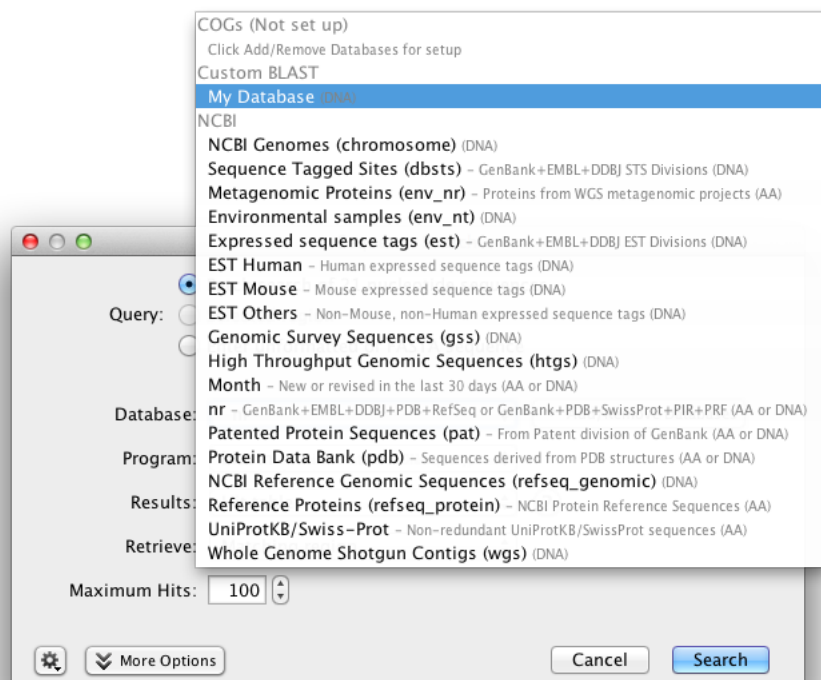 COGs (Not set up)
Click Add/Remove Databases for setup
Custom BLAST
My Database (DNA)
NCBI
NCBI Genomes (chromosome) (DNA)
Sequence Tagged Sites (dbsts) – GenBank+EMBL+DDBJ STS Divisions (DNA)
Metagenomic Proteins (env_nr) – Proteins from WGS metagenomic projects (AA)
Environmental samples (env_nt) (DNA)
Expressed sequence tags (est) – GenBank+EMBL+DDBJ EST Divisions (DNA)
EST Human – Human expressed sequence tags (DNA)
EST Mouse – Mouse expressed sequence tags (DNA)
EST Others – Non-Mouse, non-Human expressed sequence tags (DNA)
Genomic Survey Sequences (gss) (DNA)
High Throughput Genomic Sequences (htgs) (DNA)
Month – New or revised in the last 30 days (AA or DNA)
nr – GenBank+EMBL+DDBJ+PDB+RefSeq or GenBank+PDB+SwissProt+PIR+PRF (AA or DNA)
Patented Protein Sequences (pat) – From Patent division of GenBank (AA or DNA)
Protein Data Bank (pdb) – Sequences derived from PDB structures (AA or DNA)
NCBI Reference Genomic Sequences (refseq_genomic) (DNA)
Reference Proteins (refseq_protein) – NCBI Protein Reference Sequences (AA)
UniProtKB/Swiss-Prot – Non-redundant UniProtKB/SwissProt sequences (AA)
Whole Genome Shotgun Contigs (wgs) (DNA)
Query:
Database:
Program:
Results:
Retrieve:
Maximum Hits: 100
More Options
Cancel
Search